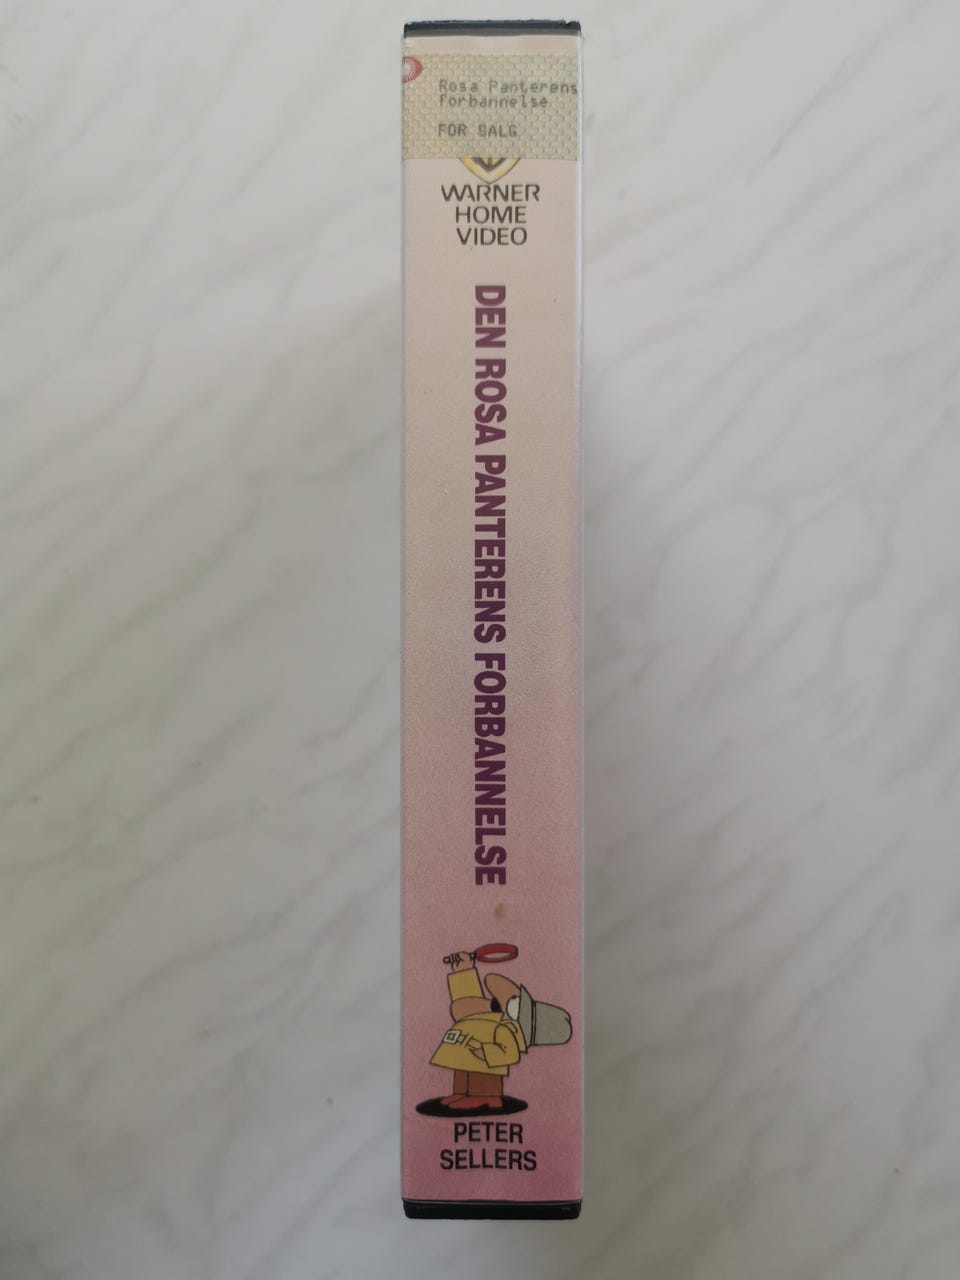 Rosa Panterens
forbannelse
FOR SALG
WARNER
HOME
VIDEO
DEN ROSA PANTERENS FORBANNELSE
PETER
SELLERS